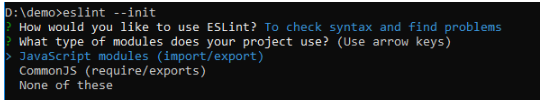 D:\demo>eslint --init
? How would you like to use ESLint? To check syntax and find problems
? What type of modules does your project use? (Use arrow keys)
> JavaScript modules (import/export)
CommonJS (require/exports)
None of these